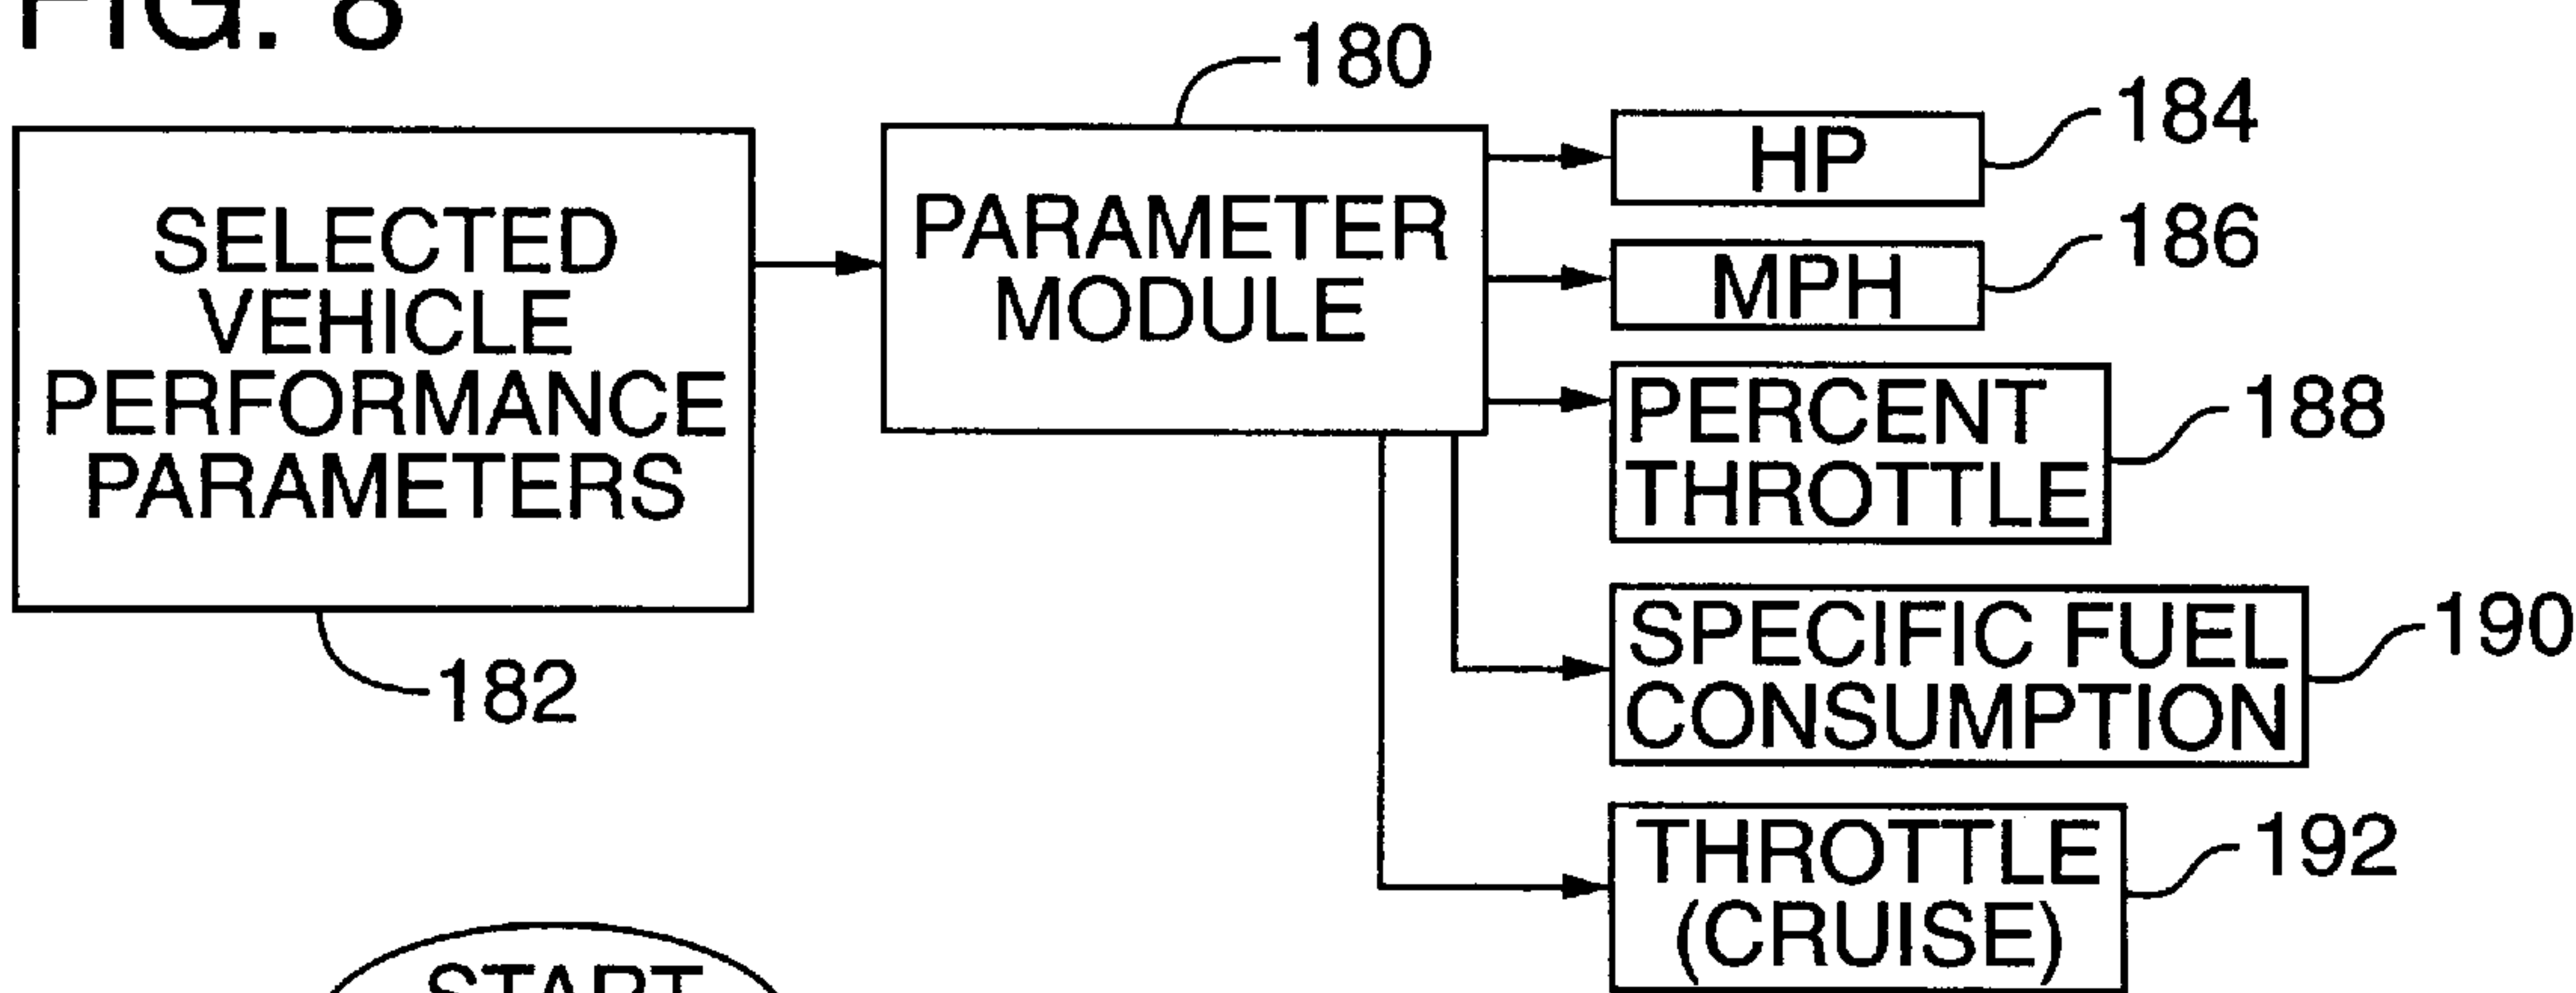 FIG. 8
180
184
HP
186
MPH
SELECTED
VEHICLE
PERFORMANCE
PARAMETERS
182
PARAMETER
MODULE
PERCENT
THROTTLE
188
SPECIFIC FUEL
CONSUMPTION
190
THROTTLE
(CRUISE)
192
START